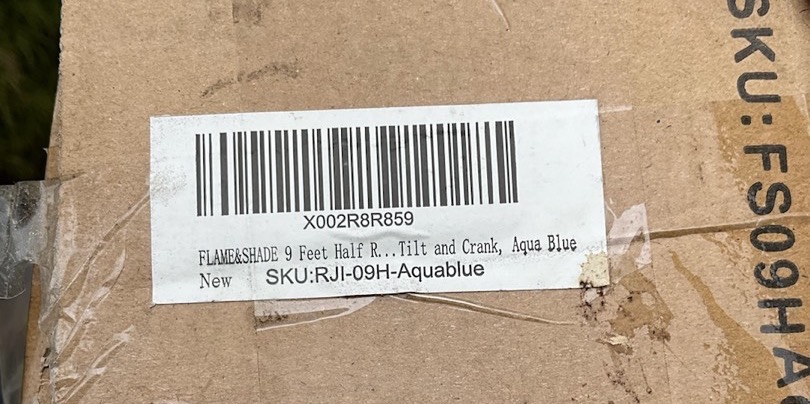 X002R8R859
FLAME&SHADE 9 Feet Half R...Tilt and Crank, Aqua Blue
New SKU:RJI-09H-Aquablue
SKU:FS09HA